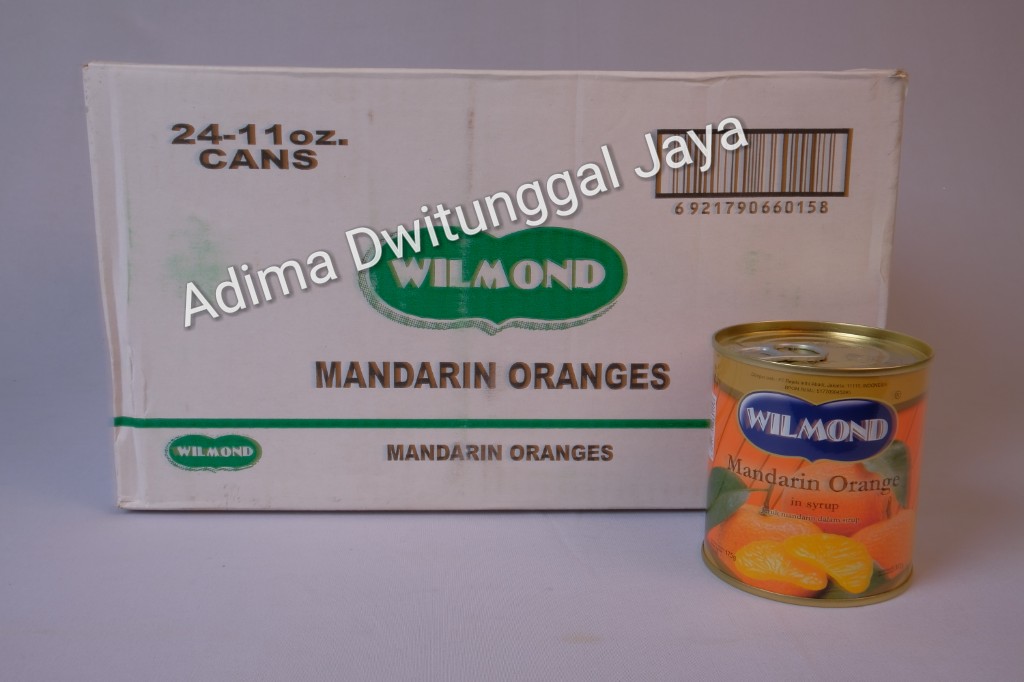 24-11oz.
CANS
6921790660158
Adima Dwitunggal Jaya
WILMOND
MANDARIN ORANGES
WILMOND
MANDARIN ORANGES
WILMOND
Mandarin Orange
in syrup